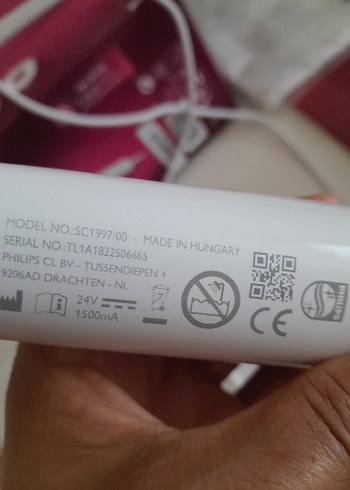 MODEL NO.:SC1997/00 - MADE IN HUNGARY
SERIAL NO.:TL1A1822506665
PHILIPS CL BV - TUSSENDIEPEN 4
9206AD DRACHTEN - NL
24V
1500mA
CE
PHILIPS